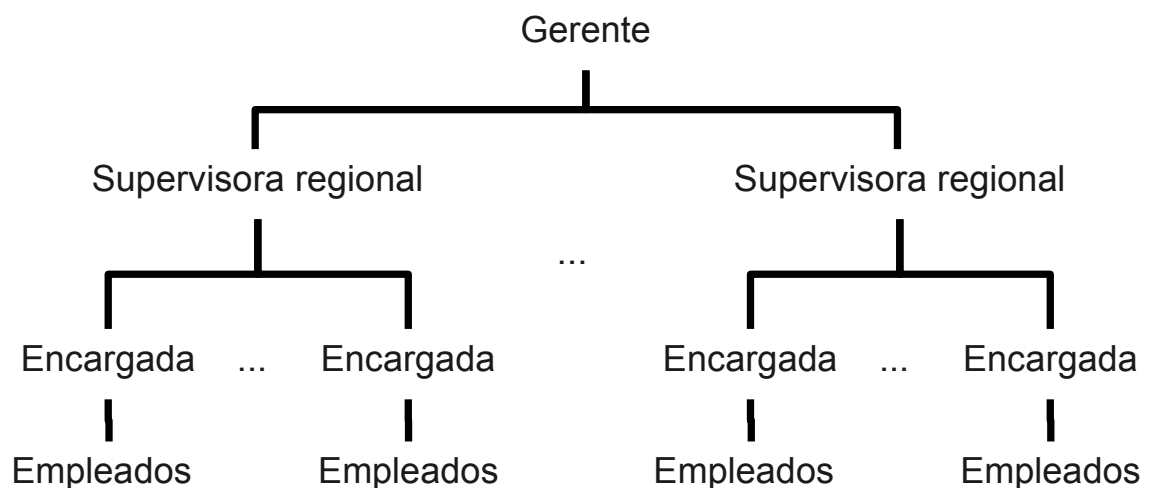 Gerente
Supervisora regional Supervisora regional
...
Encargada ... Encargada Encargada ... Encargada
Empleados Empleados Empleados Empleados